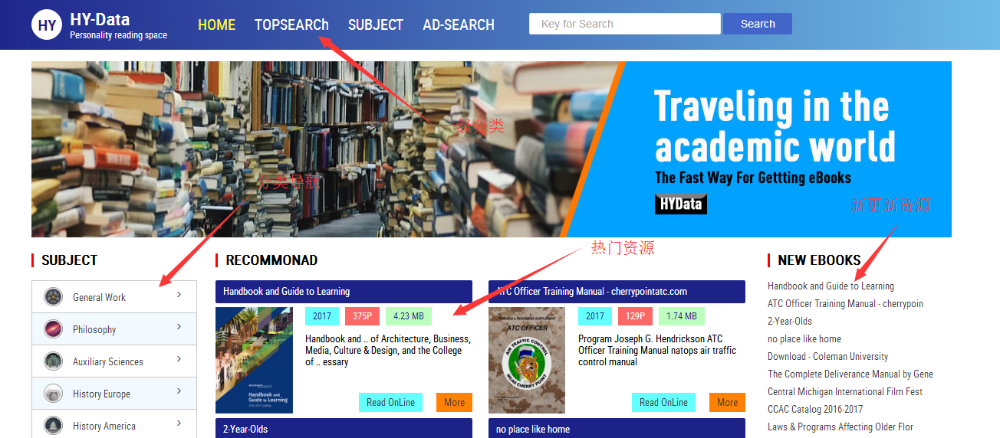 HY
HY-Data
Personality reading space
HOME
TOPSEARCh
SUBJECT
AD-SEARCH
Key for Search
Search
Traveling in the
academic world
The Fast Way For Gettting eBooks
HYData
一级分类
分类导航
新更新资源
热门资源
SUBJECT
General Work
Philosophy
Auxiliary Sciences
History Europe
History America
RECOMMONAD
Handbook and Guide to Learning
2017
375P
4.23 MB
Handbook and .. of Architecture, Business,
Media, Culture & Design, and the College
of .. essary
Handbook and
Guide to Learning
Read OnLine
More
ATC Officer Training Manual - cherrypointatc.com
ATC OFFICER
AIR TRAFFIC CONTROL
MCAS CHERRY POINT
2017
129P
1.74 MB
Program Joseph G. Hendrickson ATC
Officer Training Manual natops air traffic
control manual
Read OnLine
More
2-Year-Olds
no place like home
NEW EBOOKS
Handbook and Guide to Learning
ATC Officer Training Manual - cherrypoin
2-Year-Olds
no place like home
Download - Coleman University
The Complete Deliverance Manual by Gene
Central Michigan International Film Fest
CCAC Catalog 2016-2017
Laws & Programs Affecting Older Flor